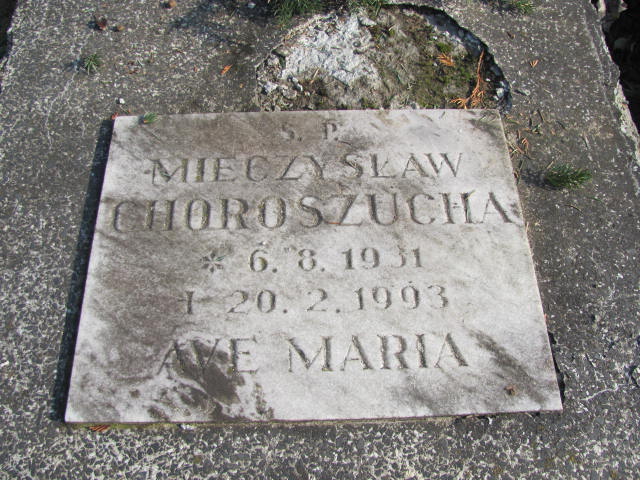 Ś. P.
MIECZYSŁAW
CHOROSZUCHA
* 6. 8. 1931
† 20. 2. 1993
AVE MARIA